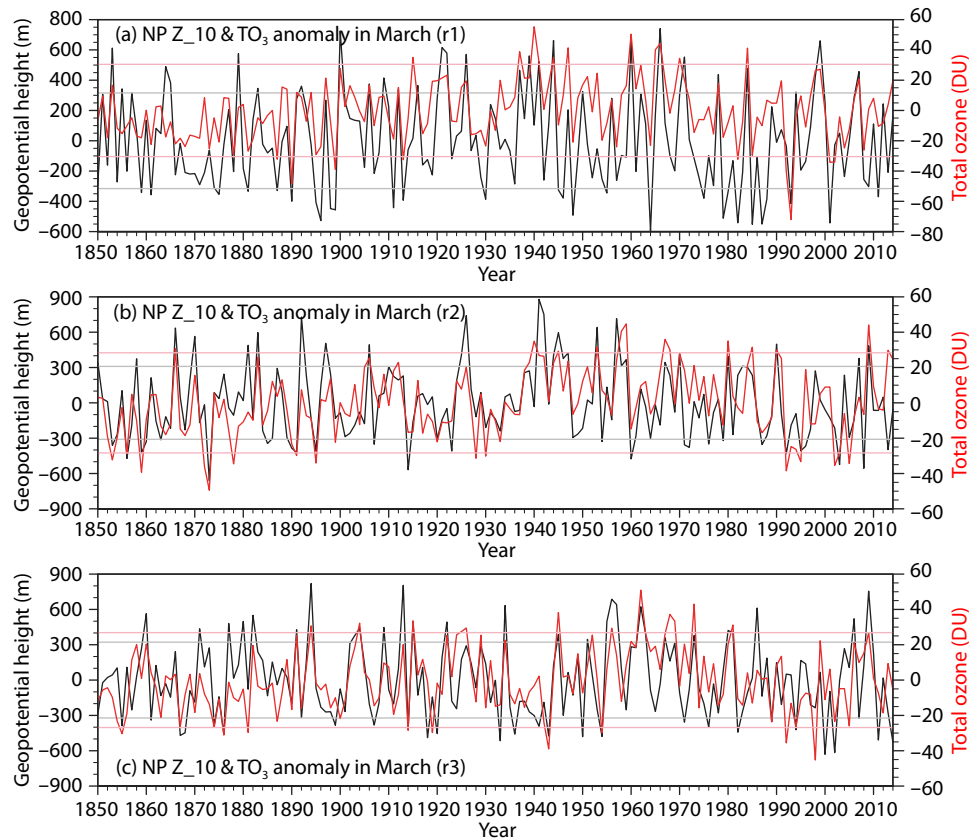 (a) NP Z_10 & TO₃ anomaly in March (r1)
Geopotential height (m)
800
600
400
200
0
−200
−400
−600
60
40
20
0
−20
−40
−60
−80
Total ozone (DU)
1850 1860 1870 1880 1890 1900 1910 1920 1930 1940 1950 1960 1970 1980 1990 2000 2010
Year
(b) NP Z_10 & TO₃ anomaly in March (r2)
Geopotential height (m)
900
600
300
0
−300
−600
−900
60
40
20
0
−20
−40
−60
Total ozone (DU)
1850 1860 1870 1880 1890 1900 1910 1920 1930 1940 1950 1960 1970 1980 1990 2000 2010
Year
Geopotential height (m)
900
600
300
0
−300
−600
−900
60
40
20
0
−20
−40
−60
Total ozone (DU)
(c) NP Z_10 & TO₃ anomaly in March (r3)
1850 1860 1870 1880 1890 1900 1910 1920 1930 1940 1950 1960 1970 1980 1990 2000 2010
Year